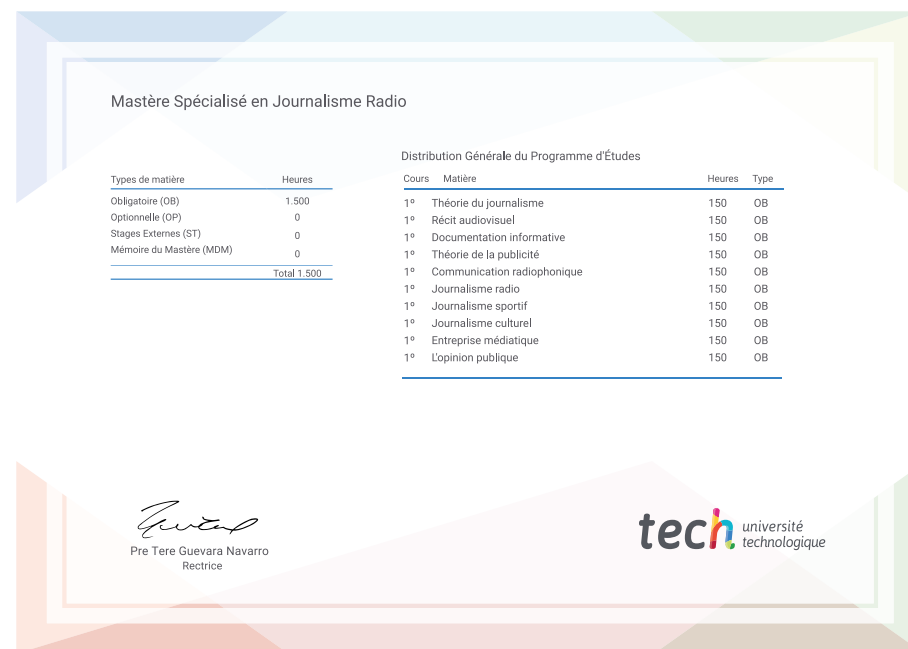 Mastère Spécialisé en Journalisme Radio
Types de matière Heures
Obligatoire (OB) 1.500
Optionnelle (OP) 0
Stages Externes (ST) 0
Mémoire du Mastère (MDM) 0
Total 1.500
Distribution Générale du Programme d'Études
Cours Matière Heures Type
1º Théorie du journalisme 150 OB
1º Récit audiovisuel 150 OB
1º Documentation informative 150 OB
1º Théorie de la publicité 150 OB
1º Communication radiophonique 150 OB
1º Journalisme radio 150 OB
1º Journalisme sportif 150 OB
1º Journalisme culturel 150 OB
1º Entreprise médiatique 150 OB
1º L'opinion publique 150 OB
Pre Tere Guevara Navarro
Rectrice
tech université
technologique